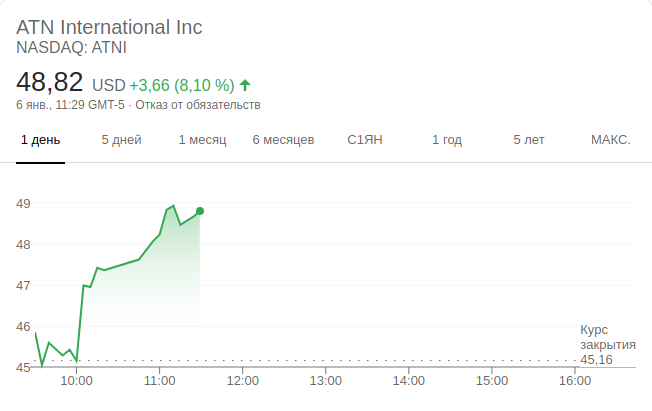 ATN International Inc
NASDAQ: ATNI
48,82 USD +3,66 (8,10 %)
6 янв., 11:29 GMT-5 · Отказ от обязательств
1 день 5 дней 1 месяц 6 месяцев С1ЯН 1 год 5 лет МАКС.
49
48
47
46
45
Курс
закрытия
45,16
10:00 11:00 12:00 13:00 14:00 15:00 16:00